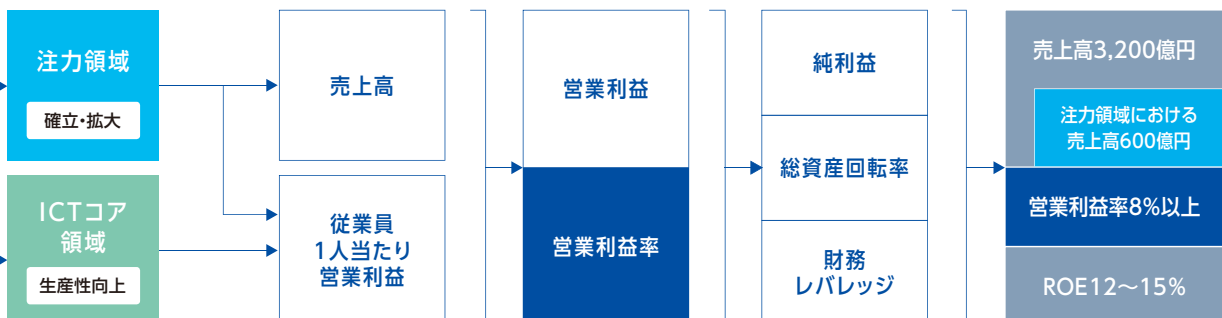 注力領域
確立・拡大
ICTコア
領域
生産性向上
売上高
従業員
1人当たり
営業利益
営業利益
営業利益率
純利益
総資産回転率
財務
レバレッジ
売上高3,200億円
注力領域における
売上高600億円
営業利益率8%以上
ROE12〜15%